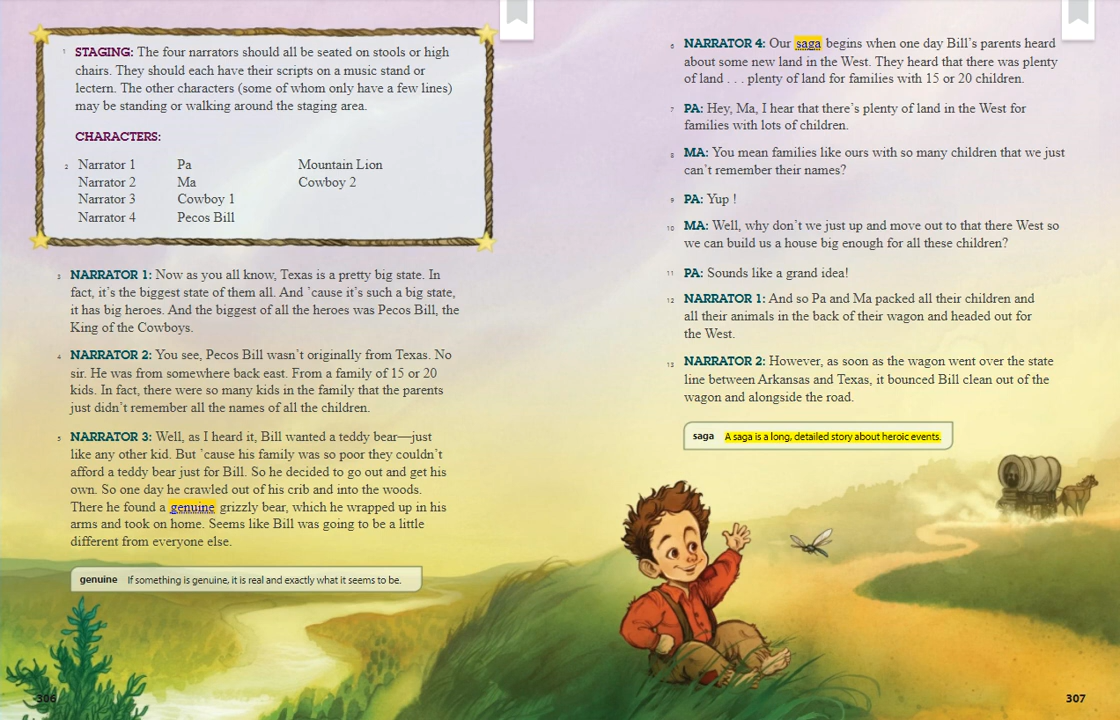 1 STAGING: The four narrators should all be seated on stools or high
chairs. They should each have their scripts on a music stand or
lectern. The other characters (some of whom only have a few lines)
may be standing or walking around the staging area.
CHARACTERS:
2 Narrator 1 Pa Mountain Lion
Narrator 2 Ma Cowboy 2
Narrator 3 Cowboy 1
Narrator 4 Pecos Bill
3 NARRATOR 1: Now as you all know, Texas is a pretty big state. In
fact, it’s the biggest state of them all. And ’cause it’s such a big state,
it has big heroes. And the biggest of all the heroes was Pecos Bill, the
King of the Cowboys.
4 NARRATOR 2: You see, Pecos Bill wasn’t originally from Texas. No
sir. He was from somewhere back east. From a family of 15 or 20
kids. In fact, there were so many kids in the family that the parents
just didn’t remember all the names of all the children.
5 NARRATOR 3: Well, as I heard it, Bill wanted a teddy bear—just
like any other kid. But ’cause his family was so poor they couldn’t
afford a teddy bear just for Bill. So he decided to go out and get his
own. So one day he crawled out of his crib and into the woods.
There he found a genuine grizzly bear, which he wrapped up in his
arms and took on home. Seems like Bill was going to be a little
different from everyone else.
genuine If something is genuine, it is real and exactly what it seems to be.
306
6 NARRATOR 4: Our saga begins when one day Bill’s parents heard
about some new land in the West. They heard that there was plenty
of land . . . plenty of land for families with 15 or 20 children.
7 PA: Hey, Ma, I hear that there’s plenty of land in the West for
families with lots of children.
8 MA: You mean families like ours with so many children that we just
can’t remember their names?
9 PA: Yup !
10 MA: Well, why don’t we just up and move out to that there West so
we can build us a house big enough for all these children?
11 PA: Sounds like a grand idea!
12 NARRATOR 1: And so Pa and Ma packed all their children and
all their animals in the back of their wagon and headed out for
the West.
13 NARRATOR 2: However, as soon as the wagon went over the state
line between Arkansas and Texas, it bounced Bill clean out of the
wagon and alongside the road.
saga A saga is a long, detailed story about heroic events.
307